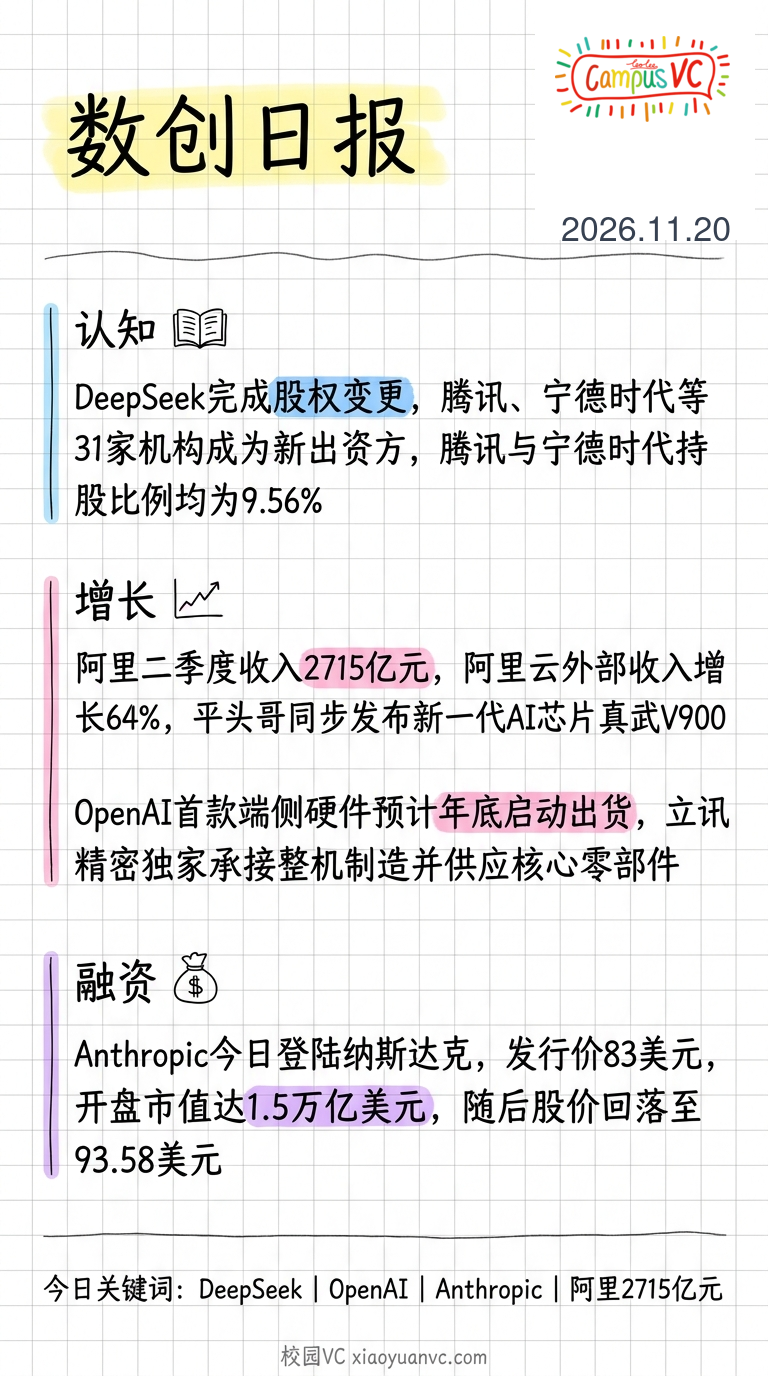 leo lee
Campus VC
数创日报
2026.11.20
认知
DeepSeek完成股权变更，腾讯、宁德时代等
31家机构成为新出资方，腾讯与宁德时代持
股比例均为9.56%
增长
阿里二季度收入2715亿元，阿里云外部收入增
长64%，平头哥同步发布新一代AI芯片真武V900
OpenAI首款端侧硬件预计年底启动出货，立讯
精密独家承接整机制造并供应核心零部件
融资
$
Anthropic今日登陆纳斯达克，发行价83美元，
开盘市值达1.5万亿美元，随后股价回落至
93.58美元
今日关键词：DeepSeek | OpenAI | Anthropic | 阿里2715亿元
校园VC xiaoyuanvc.com